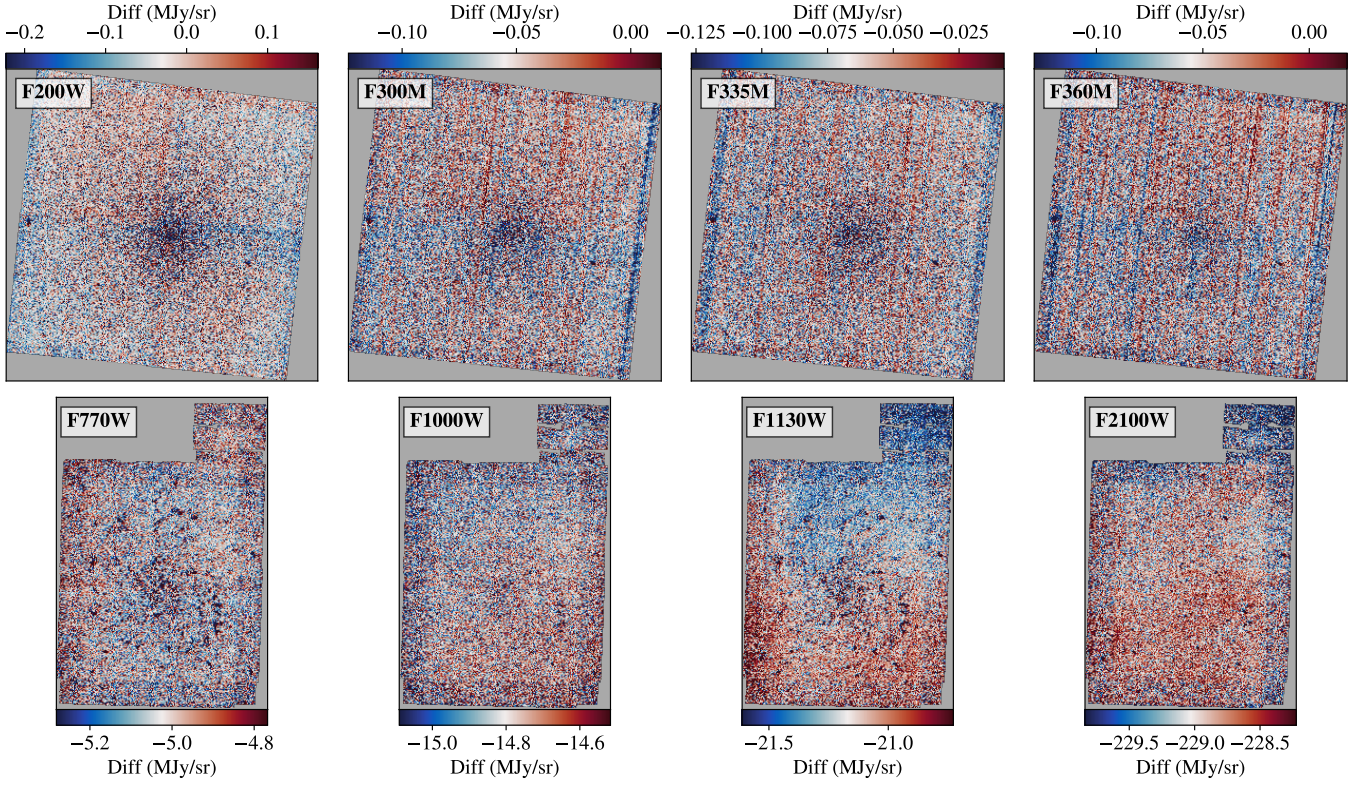 Diff (MJy/sr) Diff (MJy/sr) Diff (MJy/sr) Diff (MJy/sr)
−0.2 −0.1 0.0 0.1 −0.10 −0.05 0.00 −0.125 −0.100 −0.075 −0.050 −0.025 −0.10 −0.05 0.00
F200W F300M F335M F360M
F770W F1000W F1130W F2100W
−5.2 −5.0 −4.8 −15.0 −14.8 −14.6 −21.5 −21.0 −229.5 −229.0 −228.5
Diff (MJy/sr) Diff (MJy/sr) Diff (MJy/sr) Diff (MJy/sr)